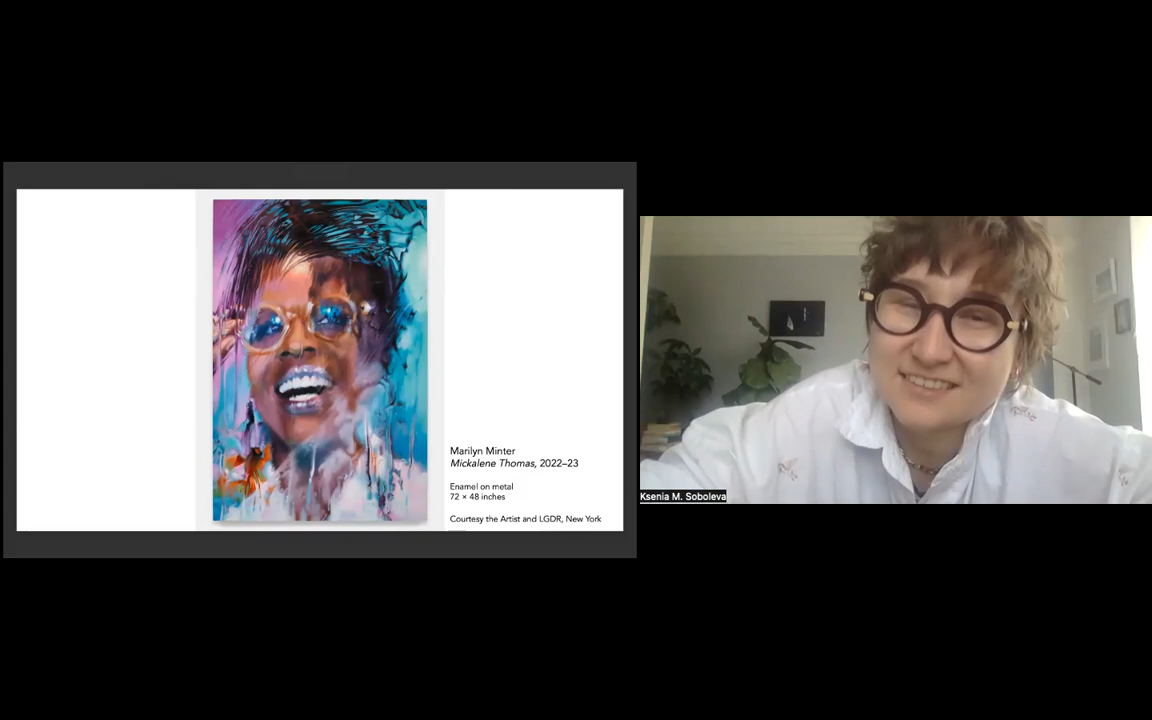 Marilyn Minter
Mickalene Thomas, 2022–23
Enamel on metal
72 × 48 inches
Courtesy the Artist and LGDR, New York
Ksenia M. Soboleva